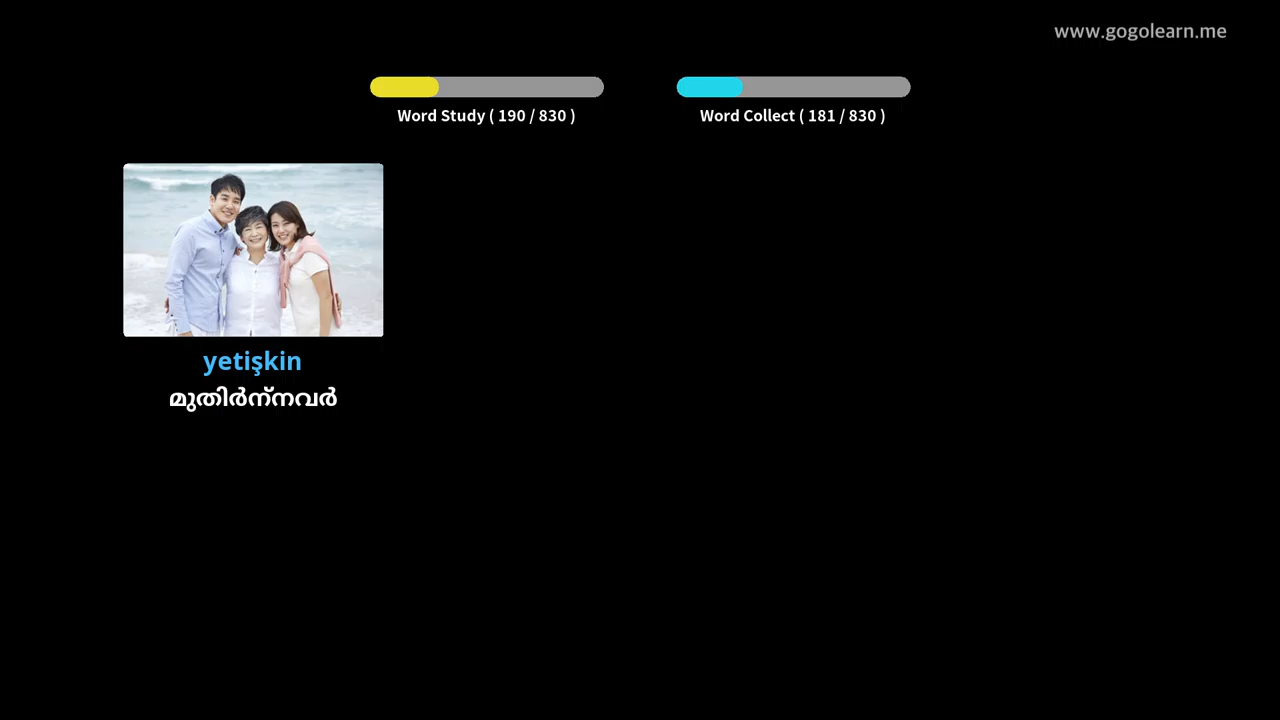 www.gogolearn.me
Word Study ( 190 / 830 )
Word Collect ( 181 / 830 )
yetişkin
മുതിർന്നവർ